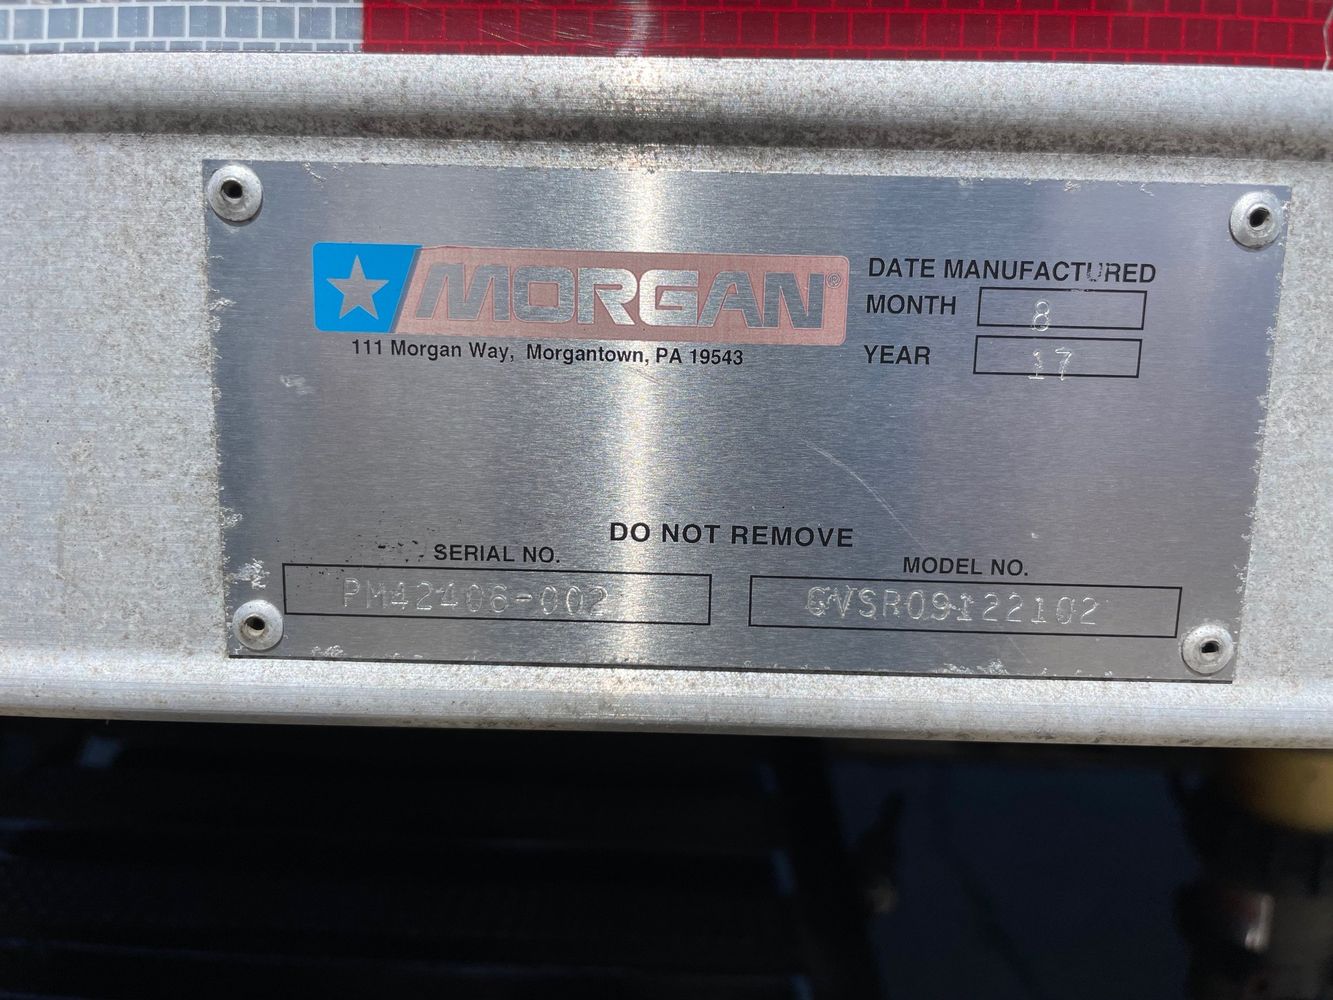 MORGAN®
111 Morgan Way, Morgantown, PA 19543
DATE MANUFACTURED
MONTH 8
YEAR 17
DO NOT REMOVE
SERIAL NO.
PM42406-002
MODEL NO.
GVSR09122102